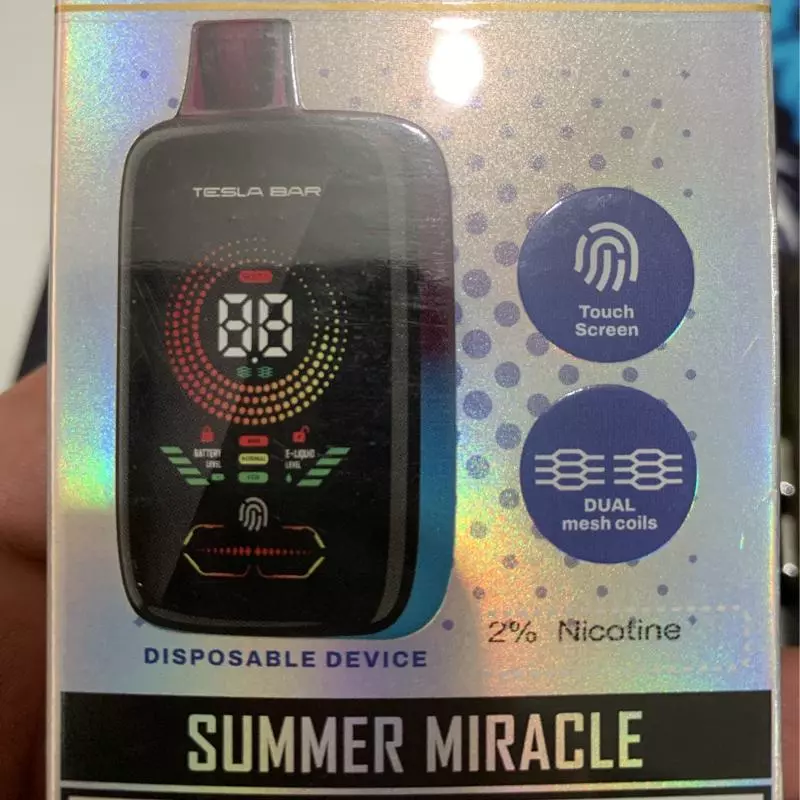 TESLA BAR
88
BATTERY LEVEL
E-LIQUID LEVEL
NORMAL
Touch
Screen
DUAL
mesh coils
2% Nicotine
DISPOSABLE DEVICE
SUMMER MIRACLE